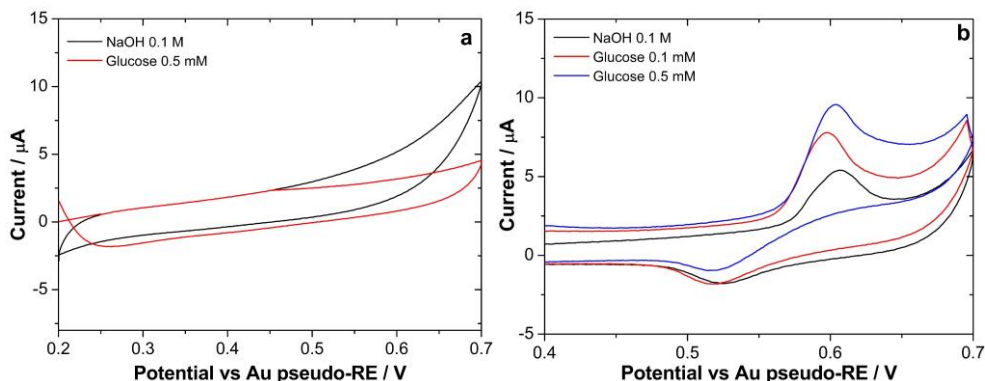 a
NaOH 0.1 M
Glucose 0.5 mM
15
10
5
0
-5
Current / µA
0.2 0.3 0.4 0.5 0.6 0.7
Potential vs Au pseudo-RE / V
b
NaOH 0.1 M
Glucose 0.1 mM
Glucose 0.5 mM
15
10
5
0
-5
Current / µA
0.4 0.5 0.6 0.7
Potential vs Au pseudo-RE / V